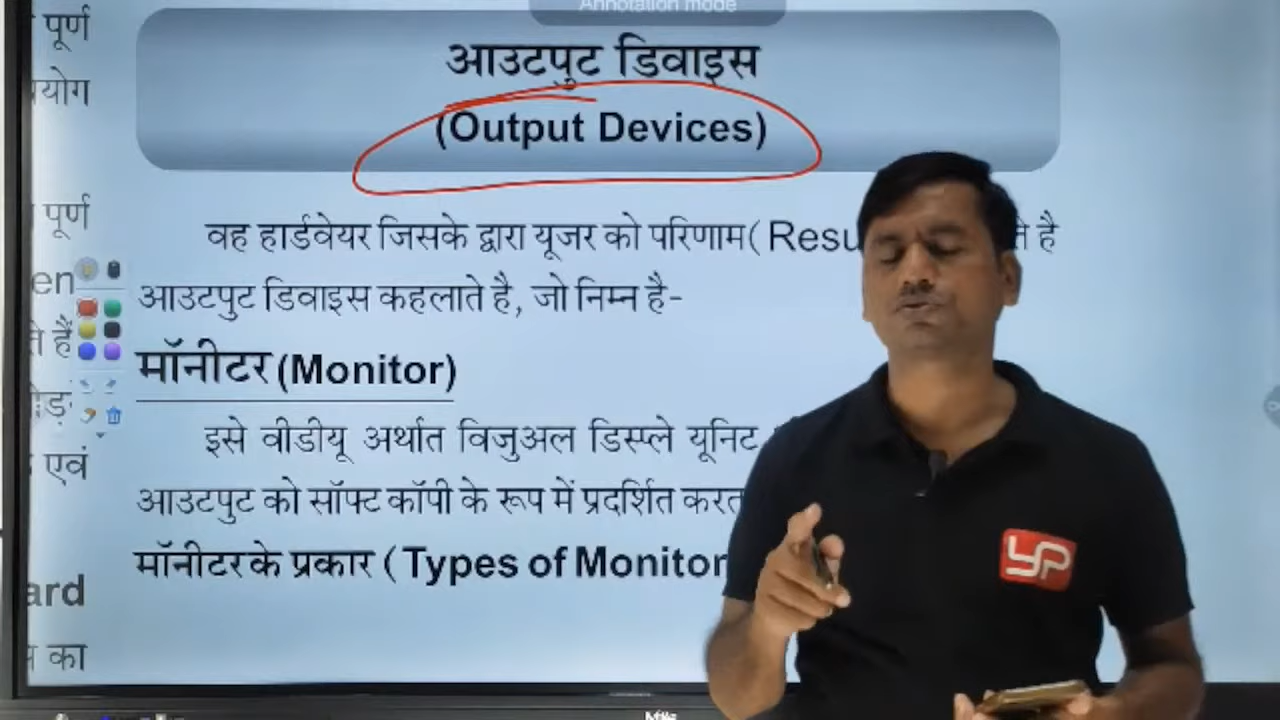 Annotation mode
पूर्ण
आउटपुट डिवाइस
(Output Devices)
पूर्ण
वह हार्डवेयर जिसके द्वारा यूजर को परिणाम(Resu
है
en
आउटपुट डिवाइस कहलाते है, जो निम्न है-
मॉनीटर(Monitor)
एवं
इसे वीडीयू अर्थात विजुअल डिस्प्ले यूनिट
आउटपुट को सॉफ्ट कॉपी के रूप में प्रदर्शित करत
मॉनीटर के प्रकार (Types of Monitor
ard
का
YP